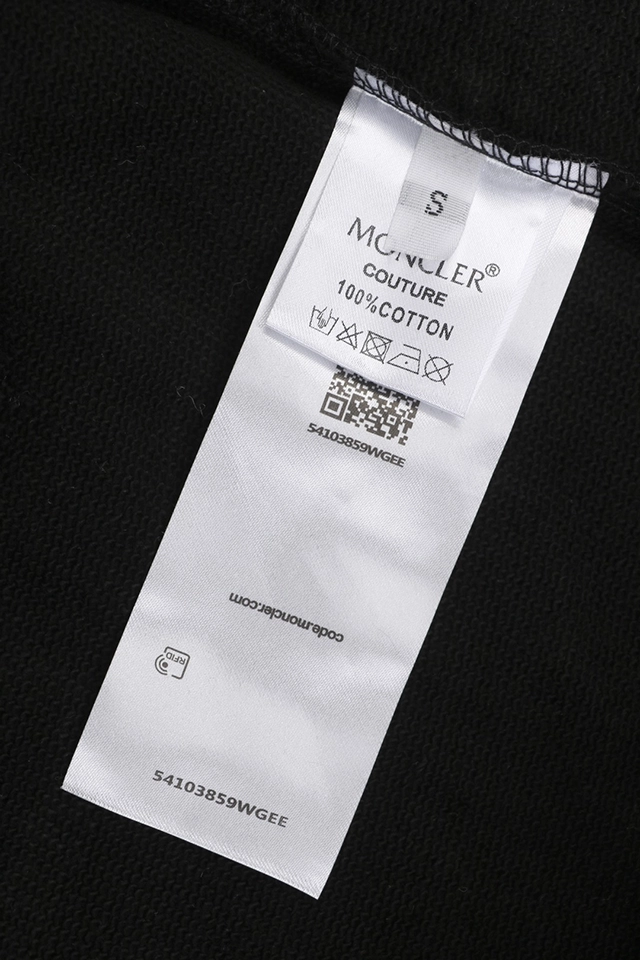 S
MONCLER®
COUTURE
100%COTTON
54103859WGEE
code.moncler.com
RFID
54103859WGEE